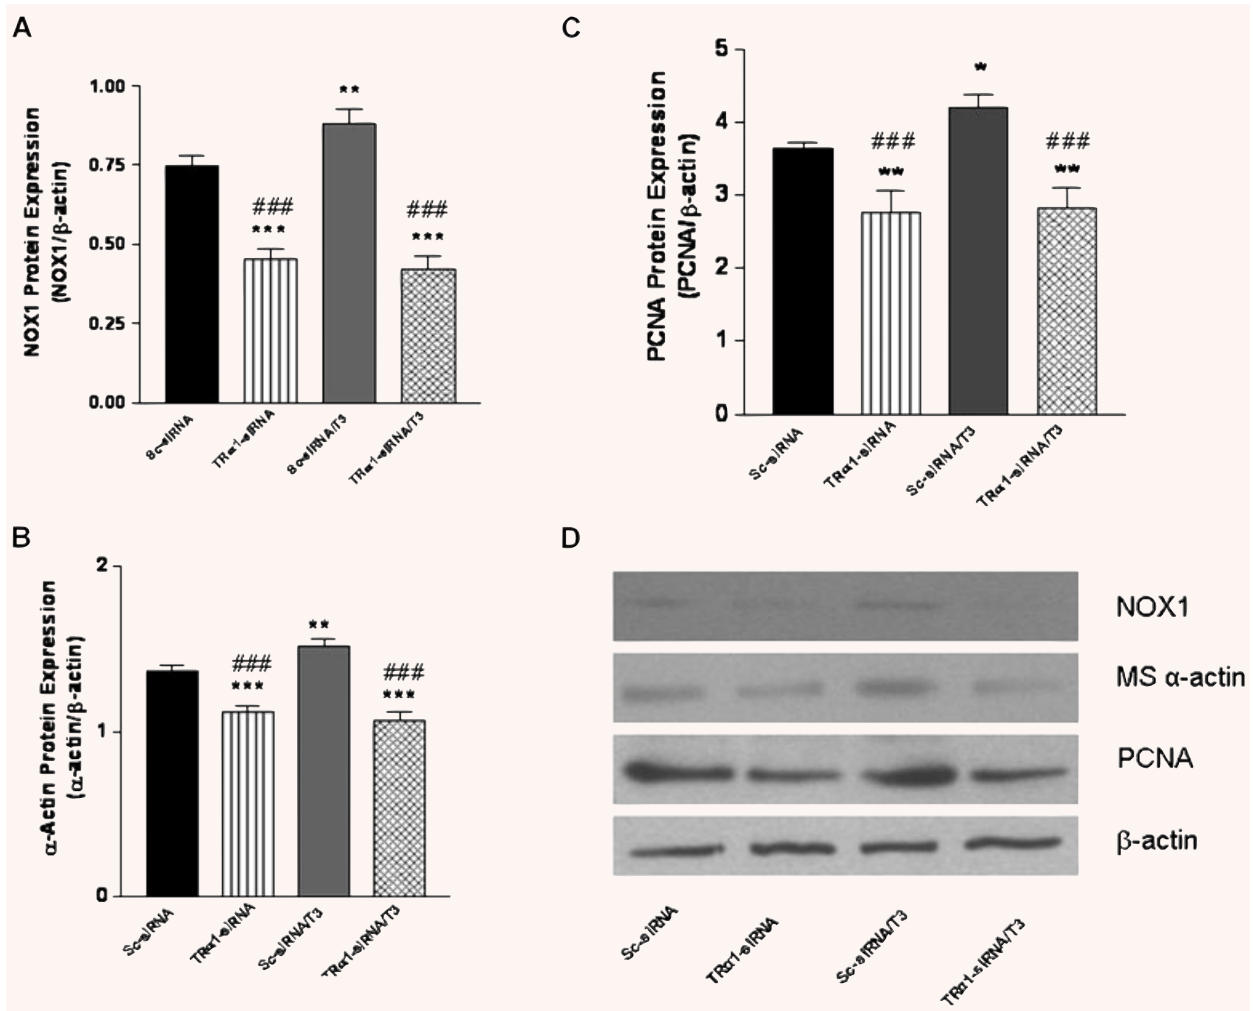 A
NOX1 Protein Expression
(NOX1/β-actin)
1.00
0.75
0.50
0.25
0.00
**
###
***
###
***
8c-siRNA
TRα1-siRNA
8c-siRNA/T3
TRα1-siRNA/T3
C
PCNA Protein Expression
(PCNA/β-actin)
5
4
3
2
1
0
*
###
**
###
**
Sc-siRNA
TRα1-siRNA
Sc-siRNA/T3
TRα1-siRNA/T3
B
α-Actin Protein Expression
(α-actin/β-actin)
2
1
0
**
###
***
###
***
Sc-siRNA
TRα1-siRNA
Sc-siRNA/T3
TRα1-siRNA/T3
D
NOX1
MS α-actin
PCNA
β-actin
Sc-siRNA
TRα1-siRNA
Sc-siRNA/T3
TRα1-siRNA/T3